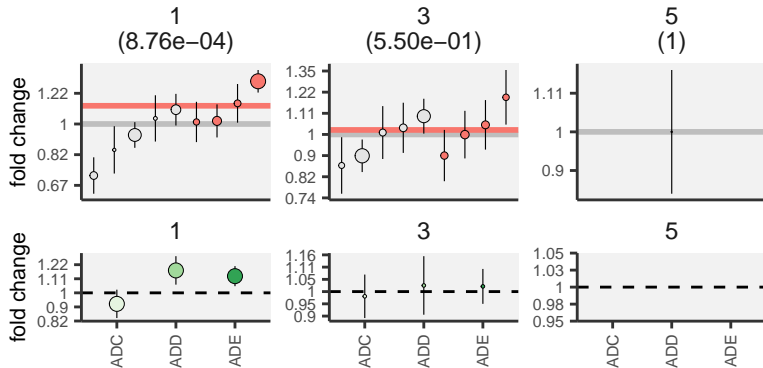 1
(8.76e−04)
3
(5.50e−01)
5
(1)
fold change
1.22
1
0.82
0.67
1.35
1.22
1.11
1
0.9
0.82
0.74
1.11
1
0.9
1
3
5
fold change
1.22
1.11
1
0.9
0.82
1.16
1.11
1.05
1
0.95
0.9
1.05
1.03
1
0.98
0.95
ADC
ADD
ADE
ADC
ADD
ADE
ADC
ADD
ADE